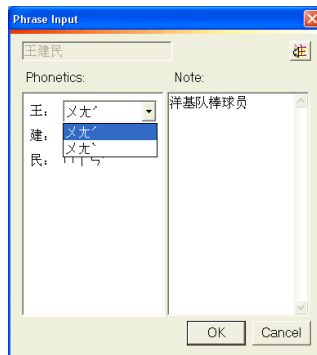 Phrase Input
王建民
注
Phonetics:
Note:
王: ㄨㄤˊ
洋基队棒球员
建: ㄨㄤˊ
ㄨㄤˋ
民:
OK
Cancel